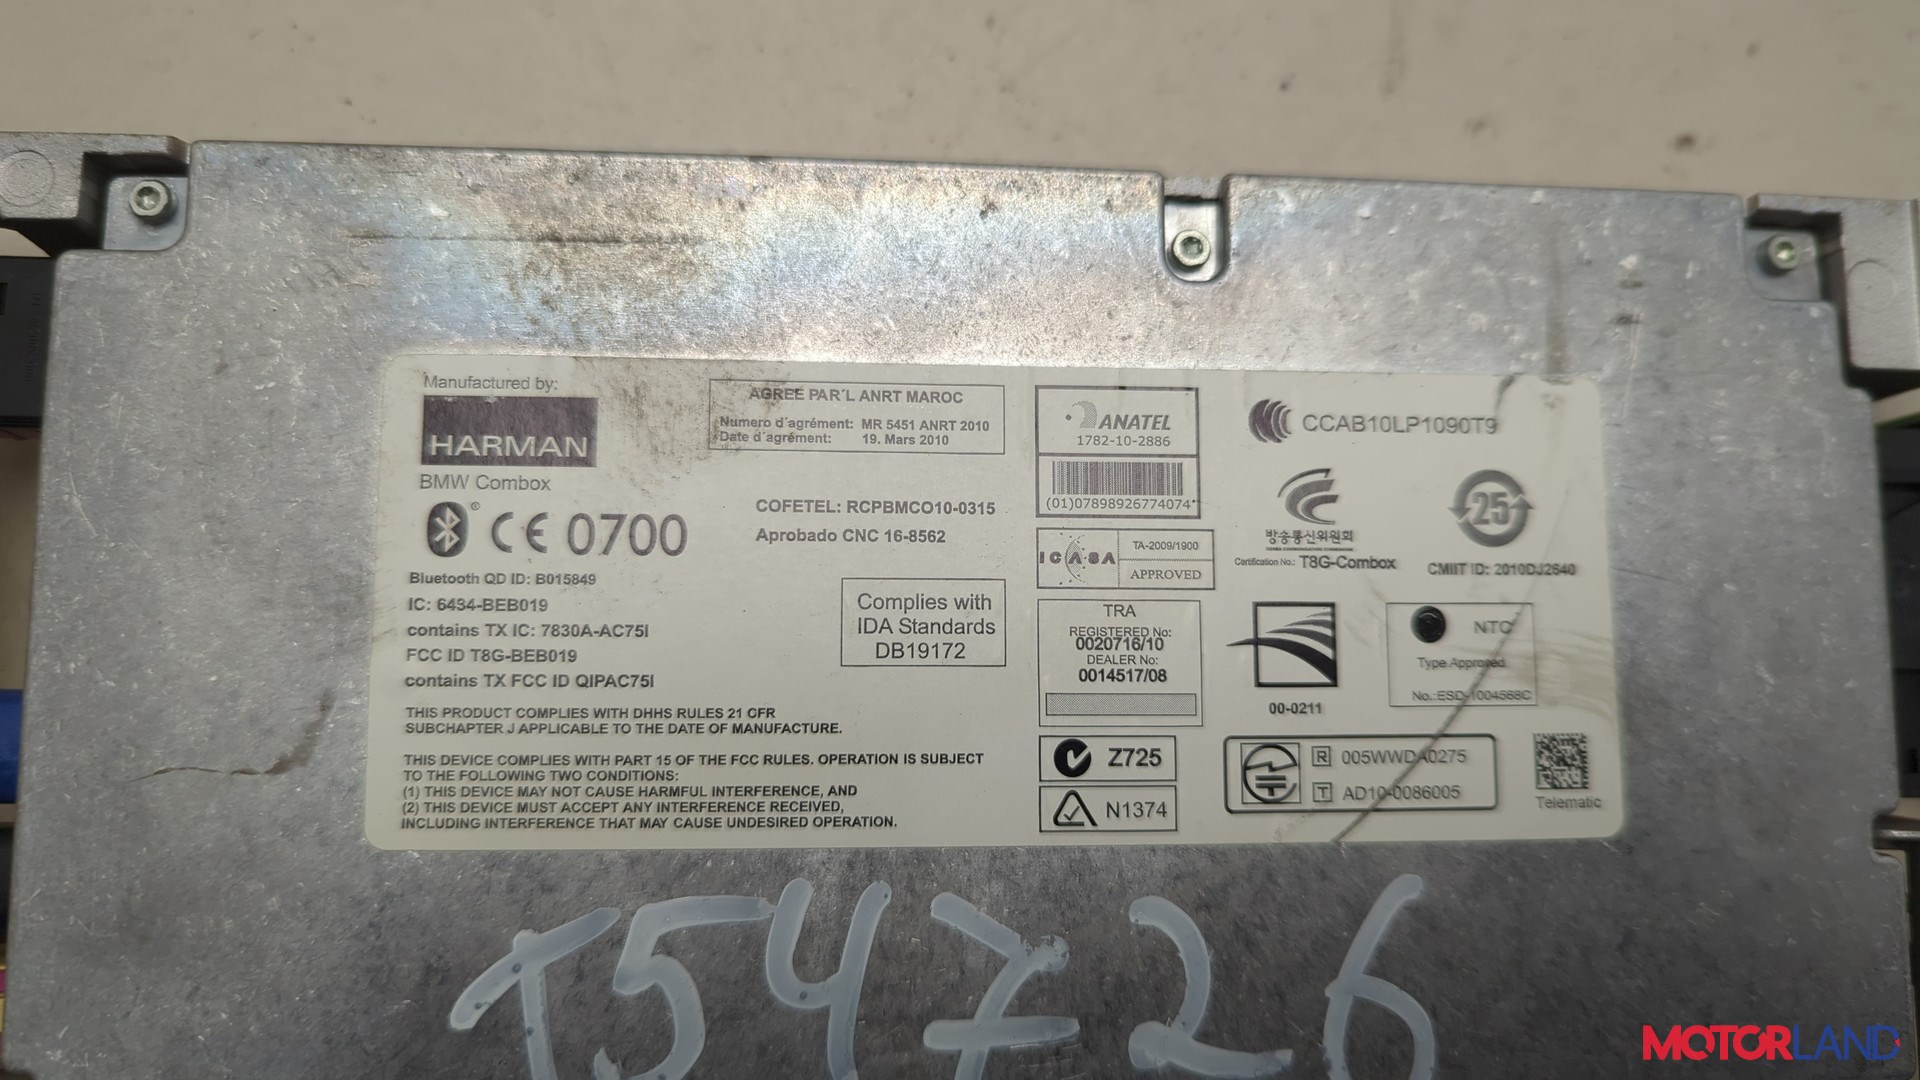 Manufactured by:
HARMAN
BMW Combox
CE 0700
Bluetooth QD ID: B015849
IC: 6434-BEB019
contains TX IC: 7830A-AC75I
FCC ID T8G-BEB019
contains TX FCC ID QIPAC75I
THIS PRODUCT COMPLIES WITH DHHS RULES 21 CFR
SUBCHAPTER J APPLICABLE TO THE DATE OF MANUFACTURE.
THIS DEVICE COMPLIES WITH PART 15 OF THE FCC RULES. OPERATION IS SUBJECT
TO THE FOLLOWING TWO CONDITIONS:
(1) THIS DEVICE MAY NOT CAUSE HARMFUL INTERFERENCE, AND
(2) THIS DEVICE MUST ACCEPT ANY INTERFERENCE RECEIVED,
INCLUDING INTERFERENCE THAT MAY CAUSE UNDESIRED OPERATION.
AGREE PAR´L ANRT MAROC
Numero d´agrément: MR 5451 ANRT 2010
Date d´agrément: 19. Mars 2010
COFETEL: RCPBMCO10-0315
Aprobado CNC 16-8562
Complies with
IDA Standards
DB19172
ANATEL
1782-10-2886
(01)07898926774074
ICASA
TA-2009/1900
APPROVED
TRA
REGISTERED No:
0020716/10
DEALER No:
0014517/08
Z725
N1374
CCAB10LP1090T9
방송통신위원회
Certification No.: T8G-Combox
25
CMIIT ID: 2010DJ2640
00-0211
NTC
Type Approved
No.:ESD-1004568C
R 005WWDA0275
T AD10-0086005
Telematic
T54726
MOTORLAND